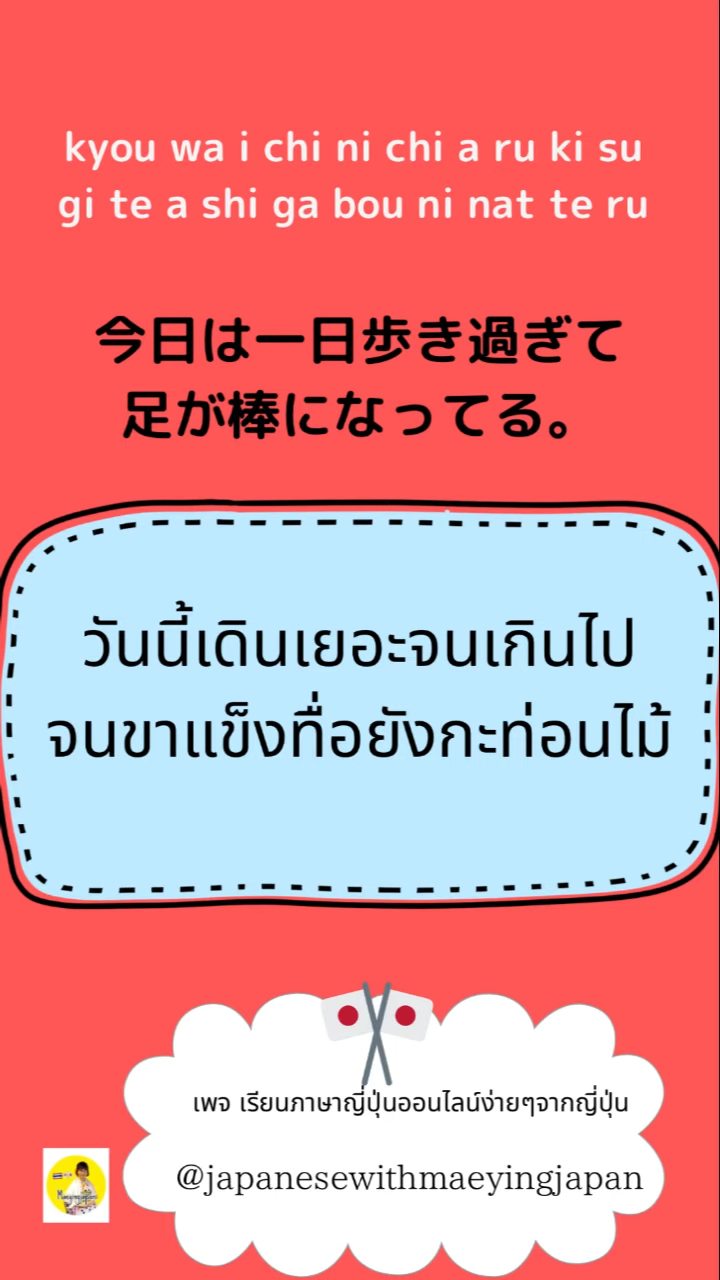 kyou wa i chi ni chi a ru ki su
gi te a shi ga bou ni nat te ru
今日は一日歩き過ぎて
足が棒になってる。
วันนี้เดินเยอะจนเกินไป
จนขาแข็งทื่อยังกะท่อนไม้
เพจ เรียนภาษาญี่ปุ่นออนไลน์ง่ายๆจากญี่ปุ่น
@japanesewithmaeyingjapan